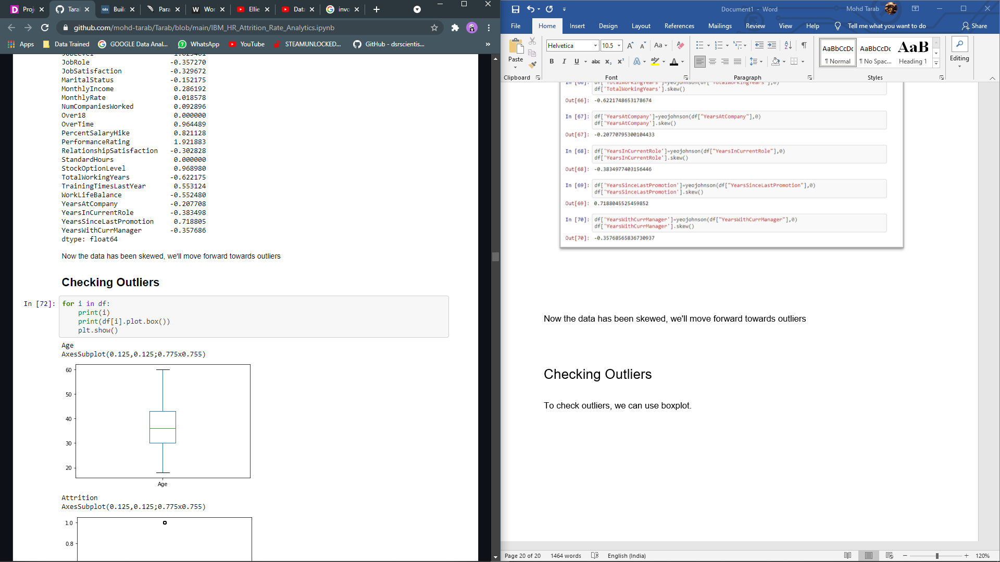 Proj
Taral
Builc
Para
Wor
Ellie
Data
invo
github.com/mohd-tarab/Tarab/blob/main/IBM_HR_Attrition_Rate_Analytics.ipynb
Apps
Data Trained
GOOGLE Data Anal...
WhatsApp
YouTube
STEAMUNLOCKED...
GitHub - dsrscientis...
»
JobRole -0.357270
JobSatisfaction -0.329672
MaritalStatus -0.152175
MonthlyIncome 0.286192
MonthlyRate 0.018578
NumCompaniesWorked 0.092896
Over18 0.000000
OverTime 0.964489
PercentSalaryHike 0.821128
PerformanceRating 1.921883
RelationshipSatisfaction -0.302828
StandardHours 0.000000
StockOptionLevel 0.968980
TotalWorkingYears -0.622175
TrainingTimesLastYear 0.553124
WorkLifeBalance -0.552480
YearsAtCompany -0.207708
YearsInCurrentRole -0.383498
YearsSinceLastPromotion 0.718805
YearsWithCurrManager -0.357686
dtype: float64
Now the data has been skewed, we'll move forward towards outliers
Checking Outliers
In [72]: for i in df:
print(i)
print(df[i].plot.box())
plt.show()
Age
AxesSubplot(0.125,0.125;0.775x0.755)
60
50
40
30
20
Age
Attrition
AxesSubplot(0.125,0.125;0.775x0.755)
1.0
0.8
Document1 - Word
Mohd Tarab
File Home Insert Design Layout References Mailings Review View Help Tell me what you want to do Share
Paste
Clipboard
Helvetica 10.5
Font
Paragraph
AaBbCcDc AaBbCcDc AaB
¶ Normal ¶ No Spac... Heading 1
Styles
Editing
df['TotalWorkingYears'].skew()
Out[66]: -0.6221748653178674
In [67]: df['YearsAtCompany']=yeojohnson(df["YearsAtCompany"],0)
df['YearsAtCompany'].skew()
Out[67]: -0.20770795300104433
In [68]: df['YearsInCurrentRole']=yeojohnson(df["YearsInCurrentRole"],0)
df['YearsInCurrentRole'].skew()
Out[68]: -0.3834977403156446
In [69]: df['YearsSinceLastPromotion']=yeojohnson(df["YearsSinceLastPromotion"],0)
df['YearsSinceLastPromotion'].skew()
Out[69]: 0.7188045525459852
In [70]: df['YearsWithCurrManager']=yeojohnson(df["YearsWithCurrManager"],0)
df['YearsWithCurrManager'].skew()
Out[70]: -0.35768565836730937
Now the data has been skewed, we'll move forward towards outliers
Checking Outliers
To check outliers, we can use boxplot.
Page 20 of 20 1464 words English (India) 120%